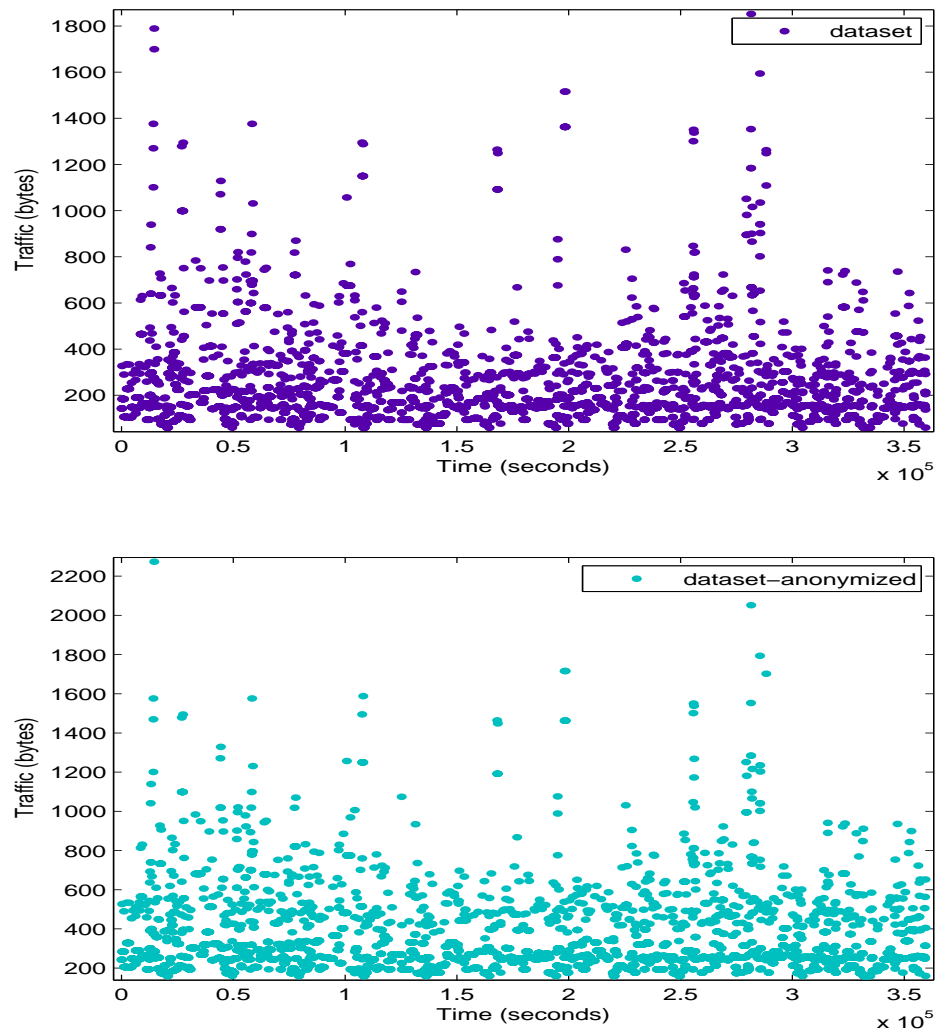 1800
1600
1400
1200
1000
800
600
400
200
Traffic (bytes)
dataset
0 0.5 1 1.5 2 2.5 3 3.5
Time (seconds)
x 10^5
2200
2000
1800
1600
1400
1200
1000
800
600
400
200
Traffic (bytes)
dataset−anonymized
0 0.5 1 1.5 2 2.5 3 3.5
Time (seconds)
x 10^5